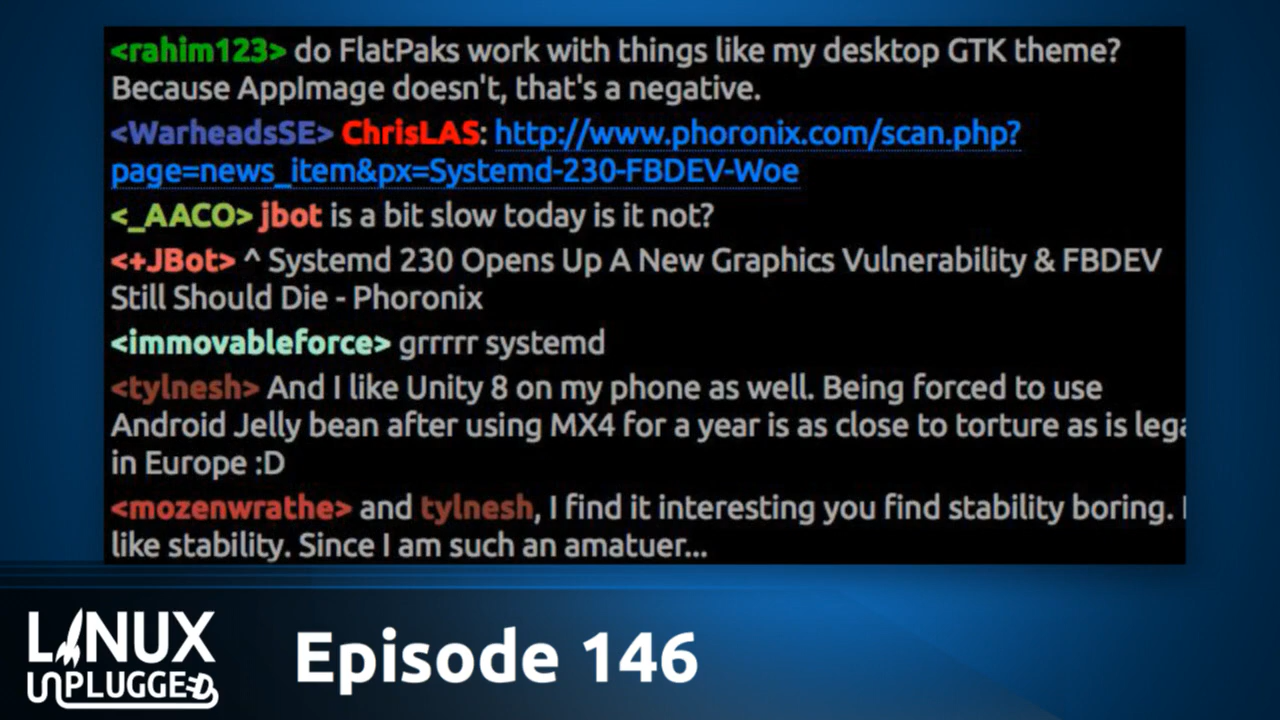 <rahim123> do FlatPaks work with things like my desktop GTK theme?
Because AppImage doesn't, that's a negative.
<WarheadsSE> ChrisLAS: http://www.phoronix.com/scan.php?
page=news_item&px=Systemd-230-FBDEV-Woe
<_AACO> jbot is a bit slow today is it not?
<+JBot> ^ Systemd 230 Opens Up A New Graphics Vulnerability & FBDEV
Still Should Die - Phoronix
<immovableforce> grrrrr systemd
<tylnesh> And I like Unity 8 on my phone as well. Being forced to use
Android Jelly bean after using MX4 for a year is as close to torture as is lega
in Europe :D
<mozenwrathe> and tylnesh, I find it interesting you find stability boring. I
like stability. Since I am such an amatuer...
LINUX
UNPLUGGED
Episode 146